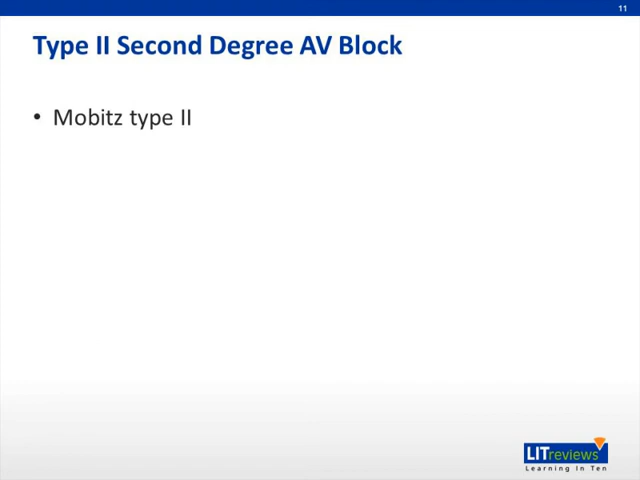 11
Type II Second Degree AV Block
• Mobitz type II
LITreviews
Learning In Ten